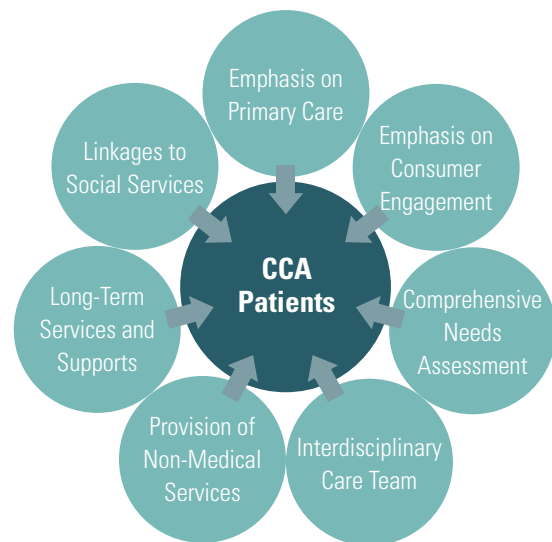 Emphasis on
Primary Care
Emphasis on
Consumer
Engagement
Comprehensive
Needs
Assessment
Interdisciplinary
Care Team
Provision of
Non-Medical
Services
Long-Term
Services and
Supports
Linkages to
Social Services
CCA
Patients